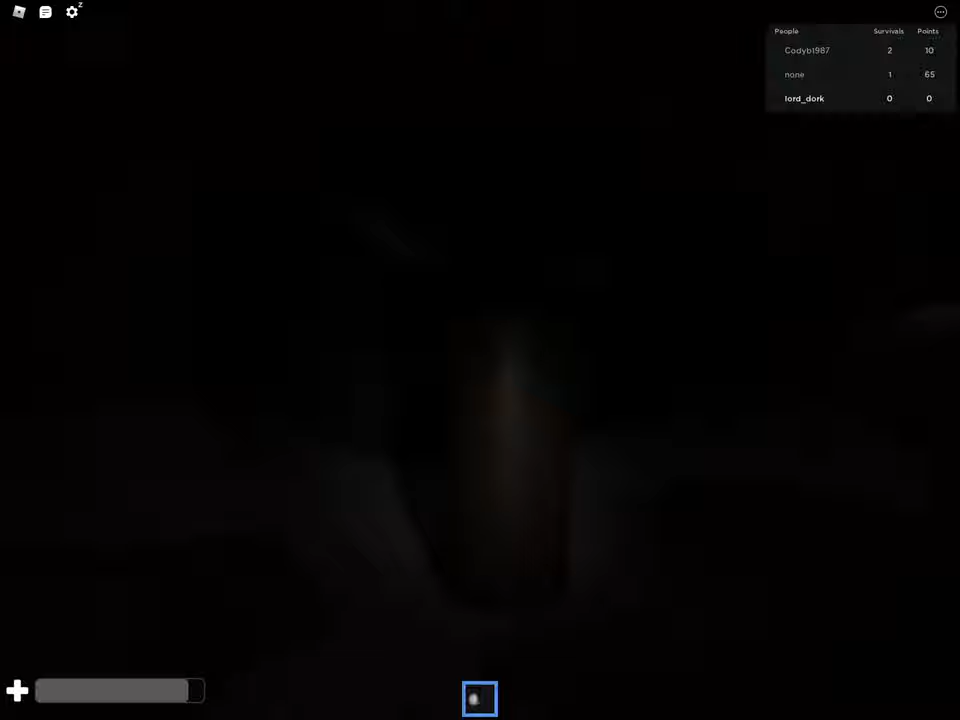 z
People Survivals Points
Codyb1987 2 10
none 1 65
lord_dork 0 0